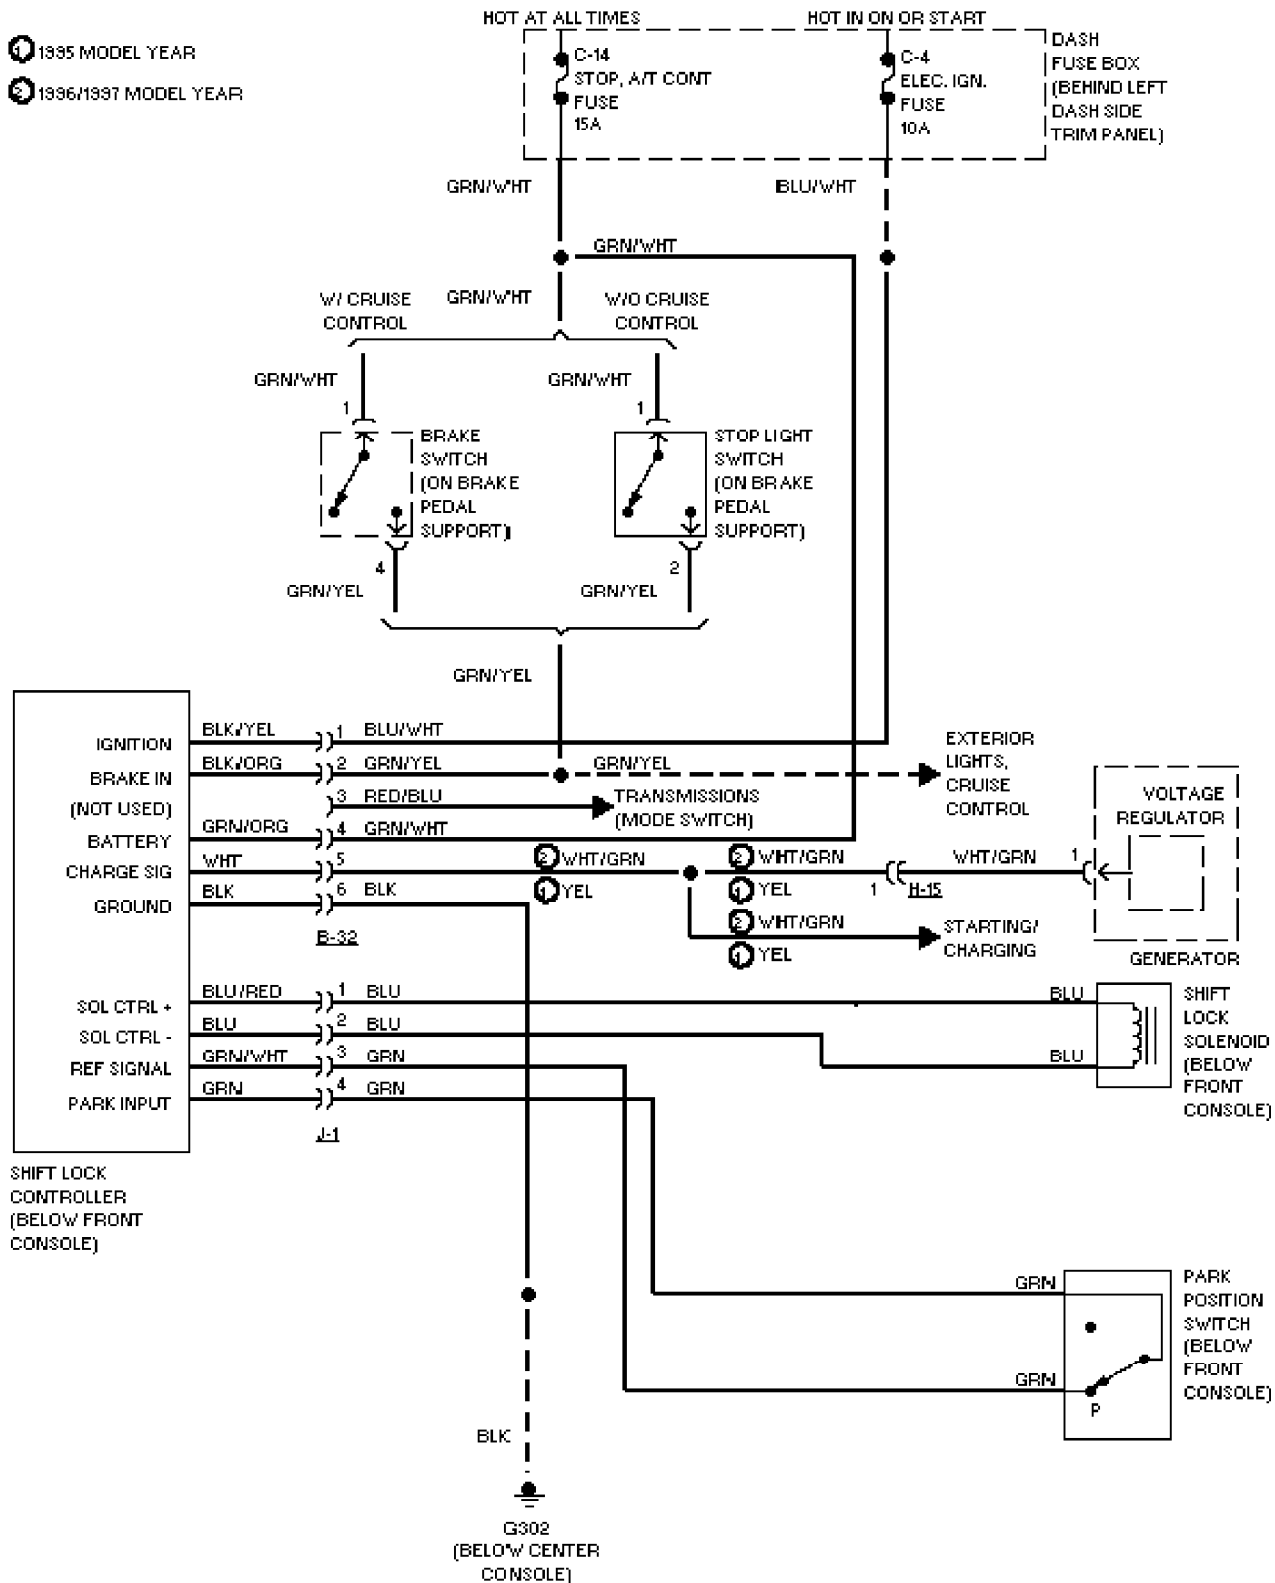 HOT AT ALL TIMES
HOT IN ON OR START
1 1995 MODEL YEAR
2 1996/1997 MODEL YEAR
C-14
STOP, A/T CONT
FUSE
15A
C-4
ELEC. IGN.
FUSE
10A
DASH
FUSE BOX
(BEHIND LEFT
DASH SIDE
TRIM PANEL)
GRN/WHT
BLU/WHT
GRN/WHT
W/ CRUISE
CONTROL
GRN/WHT
W/O CRUISE
CONTROL
GRN/WHT
GRN/WHT
1
1
BRAKE
SWITCH
(ON BRAKE
PEDAL
SUPPORT)
STOP LIGHT
SWITCH
(ON BRAKE
PEDAL
SUPPORT)
4
2
GRN/YEL
GRN/YEL
GRN/YEL
IGNITION
BLK/YEL
1
BLU/WHT
BRAKE IN
BLK/ORG
2
GRN/YEL
GRN/YEL
EXTERIOR
LIGHTS,
CRUISE
CONTROL
(NOT USED)
3
RED/BLU
TRANSMISSIONS
(MODE SWITCH)
BATTERY
GRN/ORG
4
GRN/WHT
CHARGE SIG
WHT
5
2 WHT/GRN
1 YEL
2 WHT/GRN
1 YEL
1
H-15
WHT/GRN
1
VOLTAGE
REGULATOR
GENERATOR
2 WHT/GRN
1 YEL
STARTING/
CHARGING
GROUND
BLK
6
BLK
B-32
SOL CTRL +
BLU/RED
1
BLU
BLU
SOL CTRL -
BLU
2
BLU
BLU
SHIFT
LOCK
SOLENOID
(BELOW
FRONT
CONSOLE)
REF SIGNAL
GRN/WHT
3
GRN
PARK INPUT
GRN
4
GRN
J-1
SHIFT LOCK
CONTROLLER
(BELOW FRONT
CONSOLE)
GRN
GRN
P
PARK
POSITION
SWITCH
(BELOW
FRONT
CONSOLE)
BLK
G302
(BELOW CENTER
CONSOLE)